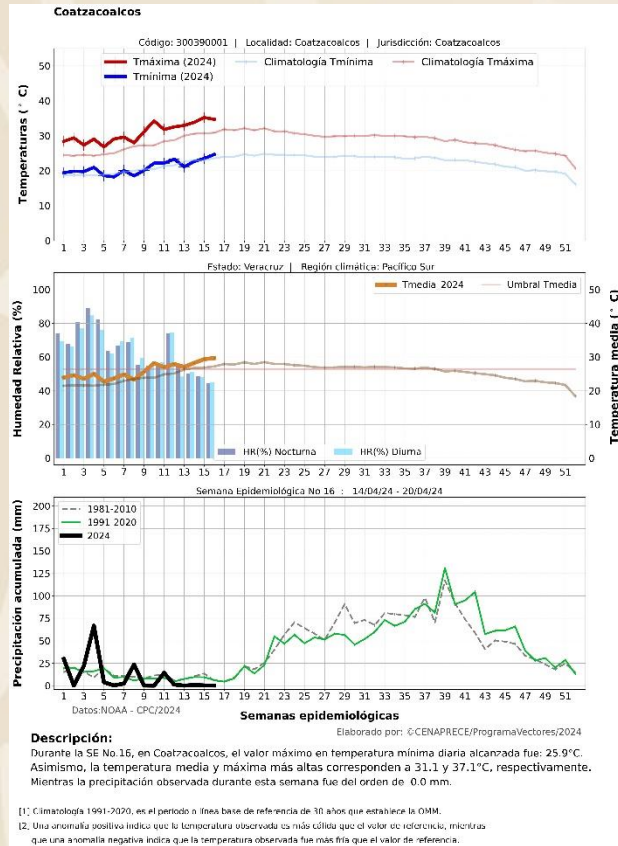 Coatzacoalcos
Código: 300390001 | Localidad: Coatzacoalcos | Jurisdicción: Coatzacoalcos
Temperaturas (° C)
50
40
30
20
10
0
Tmáxima (2024)
Tmínima (2024)
Climatología Tmínima
Climatología Tmáxima
1 3 5 7 9 11 13 15 17 19 21 23 25 27 29 31 33 35 37 39 41 43 45 47 49 51
Estado: Veracruz | Región climática: Pacífico Sur
Humedad Relativa (%)
100
80
60
40
20
0
Tmedia 2024
Umbral Tmedia
Temperatura media (° C)
50
40
30
20
10
0
HR(%) Nocturna
HR(%) Diurna
1 3 5 7 9 11 13 15 17 19 21 23 25 27 29 31 33 35 37 39 41 43 45 47 49 51
Semana Epidemiológica No 16 : 14/04/24 - 20/04/24
Precipitación acumulada (mm)
200
175
150
125
100
75
50
25
0
1981-2010
1991 2020
2024
1 3 5 7 9 11 13 15 17 19 21 23 25 27 29 31 33 35 37 39 41 43 45 47 49 51
Datos:NOAA - CPC/2024
Semanas epidemiológicas
Elaborado por: ©CENAPRECE/ProgramaVectores/2024
Descripción:
Durante la SE No.16, en Coatzacoalcos, el valor máximo en temperatura mínima diaria alcanzada fue: 25.9°C.
Asimismo, la temperatura media y máxima más altas corresponden a 31.1 y 37.1°C, respectivamente.
Mientras la precipitación observada durante esta semana fue del orden de 0.0 mm.
[1] Climatología 1991-2020, es el periodo o línea base de referencia de 30 años que establece la OMM.
[2, Una anomalía positiva indica que la temperatura observada es más cálida que el valor de referencia, mientras
que una anomalía negativa indica que la temperatura observada fue más fría que el valor de referencia.